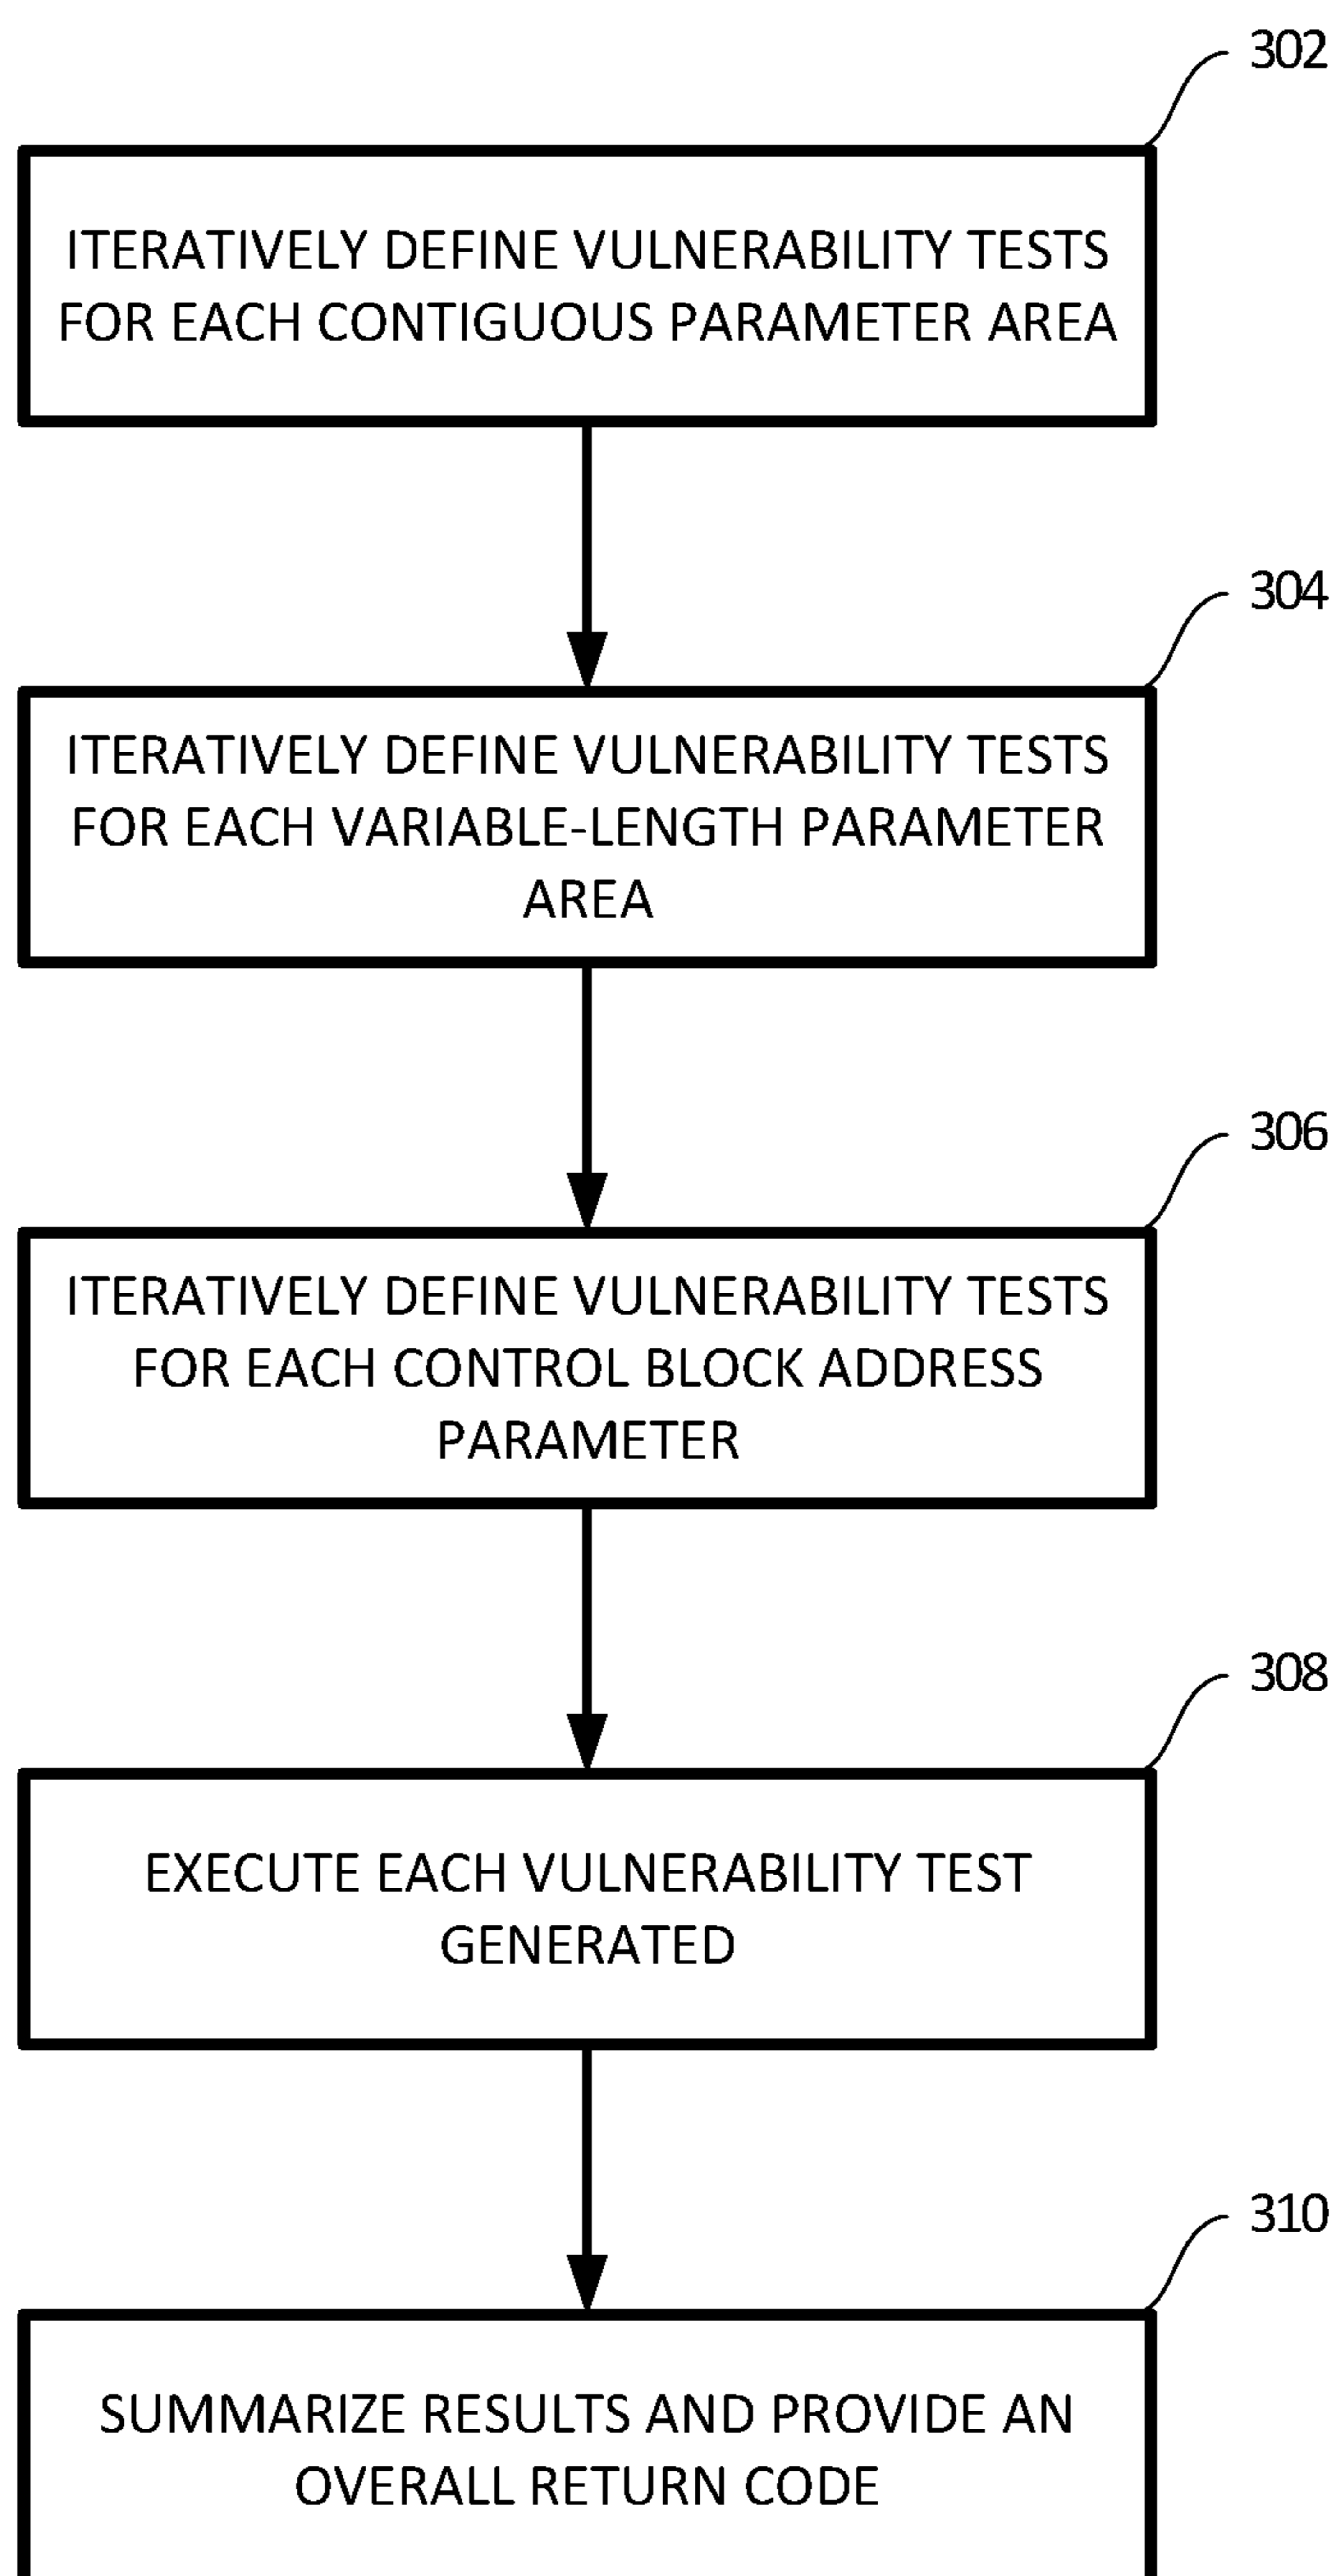 302
ITERATIVELY DEFINE VULNERABILITY TESTS
FOR EACH CONTIGUOUS PARAMETER AREA
304
ITERATIVELY DEFINE VULNERABILITY TESTS
FOR EACH VARIABLE-LENGTH PARAMETER
AREA
306
ITERATIVELY DEFINE VULNERABILITY TESTS
FOR EACH CONTROL BLOCK ADDRESS
PARAMETER
308
EXECUTE EACH VULNERABILITY TEST
GENERATED
310
SUMMARIZE RESULTS AND PROVIDE AN
OVERALL RETURN CODE